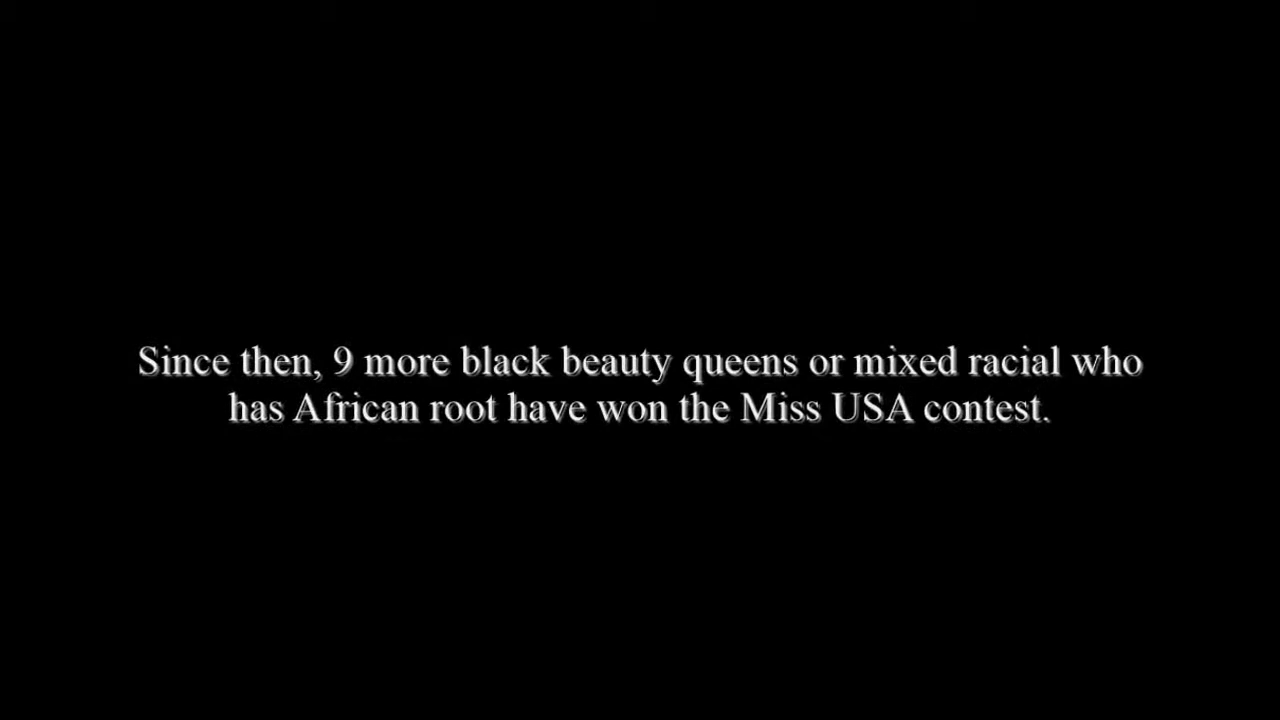 Since then, 9 more black beauty queens or mixed racial who
has African root have won the Miss USA contest.